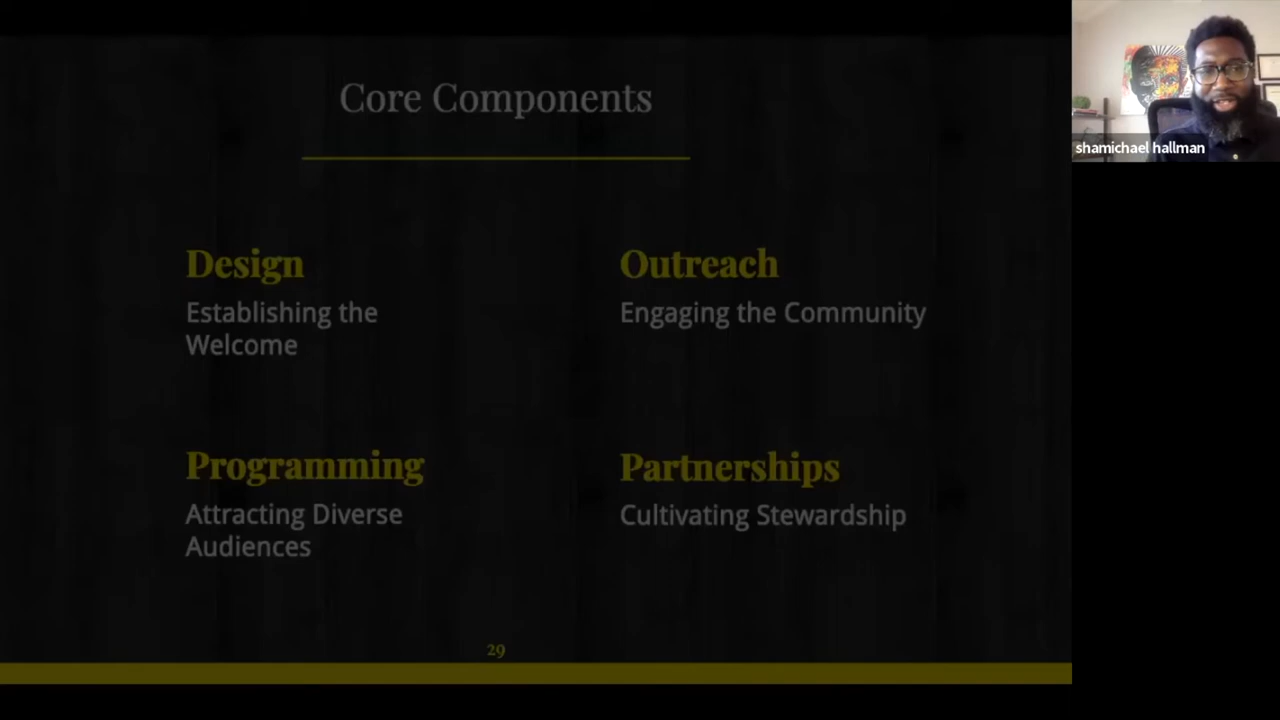 Core Components
shamichael hallman
Design
Establishing the
Welcome
Outreach
Engaging the Community
Programming
Attracting Diverse
Audiences
Partnerships
Cultivating Stewardship
29